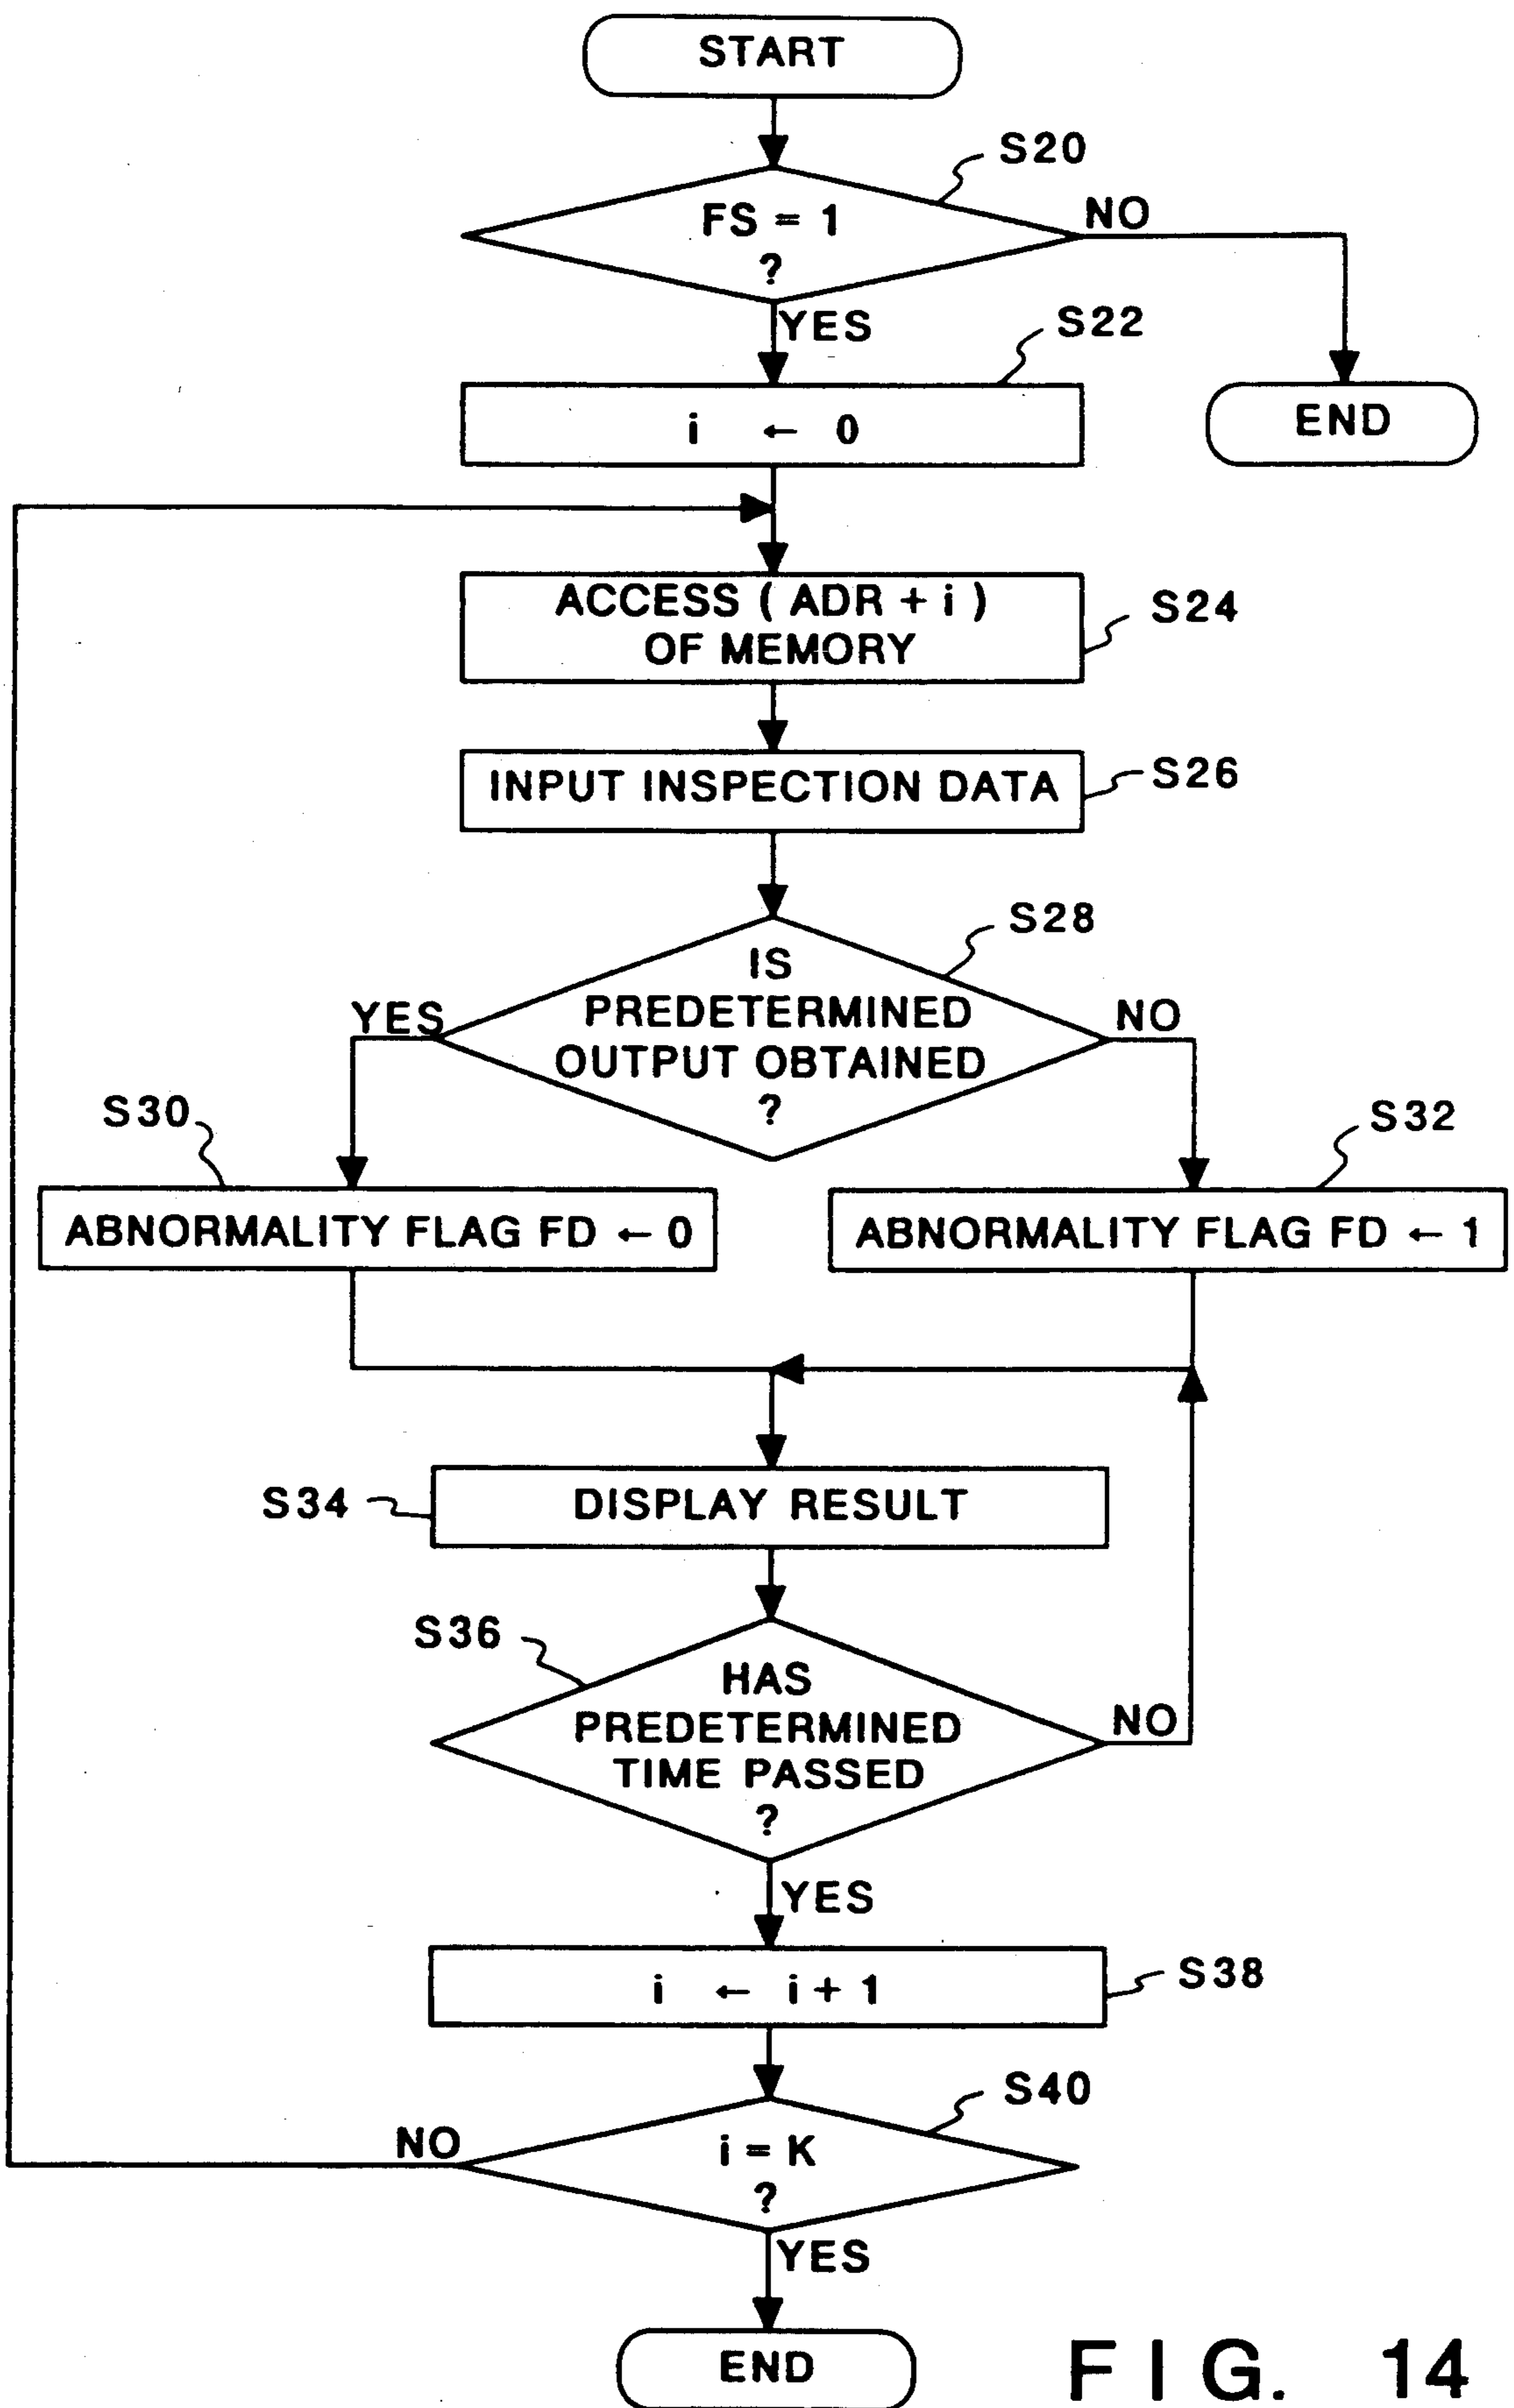 START
S20
FS = 1
?
NO
YES
S22
i ← 0
END
ACCESS ( ADR + i )
OF MEMORY
S24
INPUT INSPECTION DATA
S26
S28
IS
PREDETERMINED
OUTPUT OBTAINED
?
YES
NO
S30
S32
ABNORMALITY FLAG FD ← 0
ABNORMALITY FLAG FD ← 1
S34
DISPLAY RESULT
S36
HAS
PREDETERMINED
TIME PASSED
?
NO
YES
i ← i + 1
S38
S40
NO
i = K
?
YES
END
FIG. 14